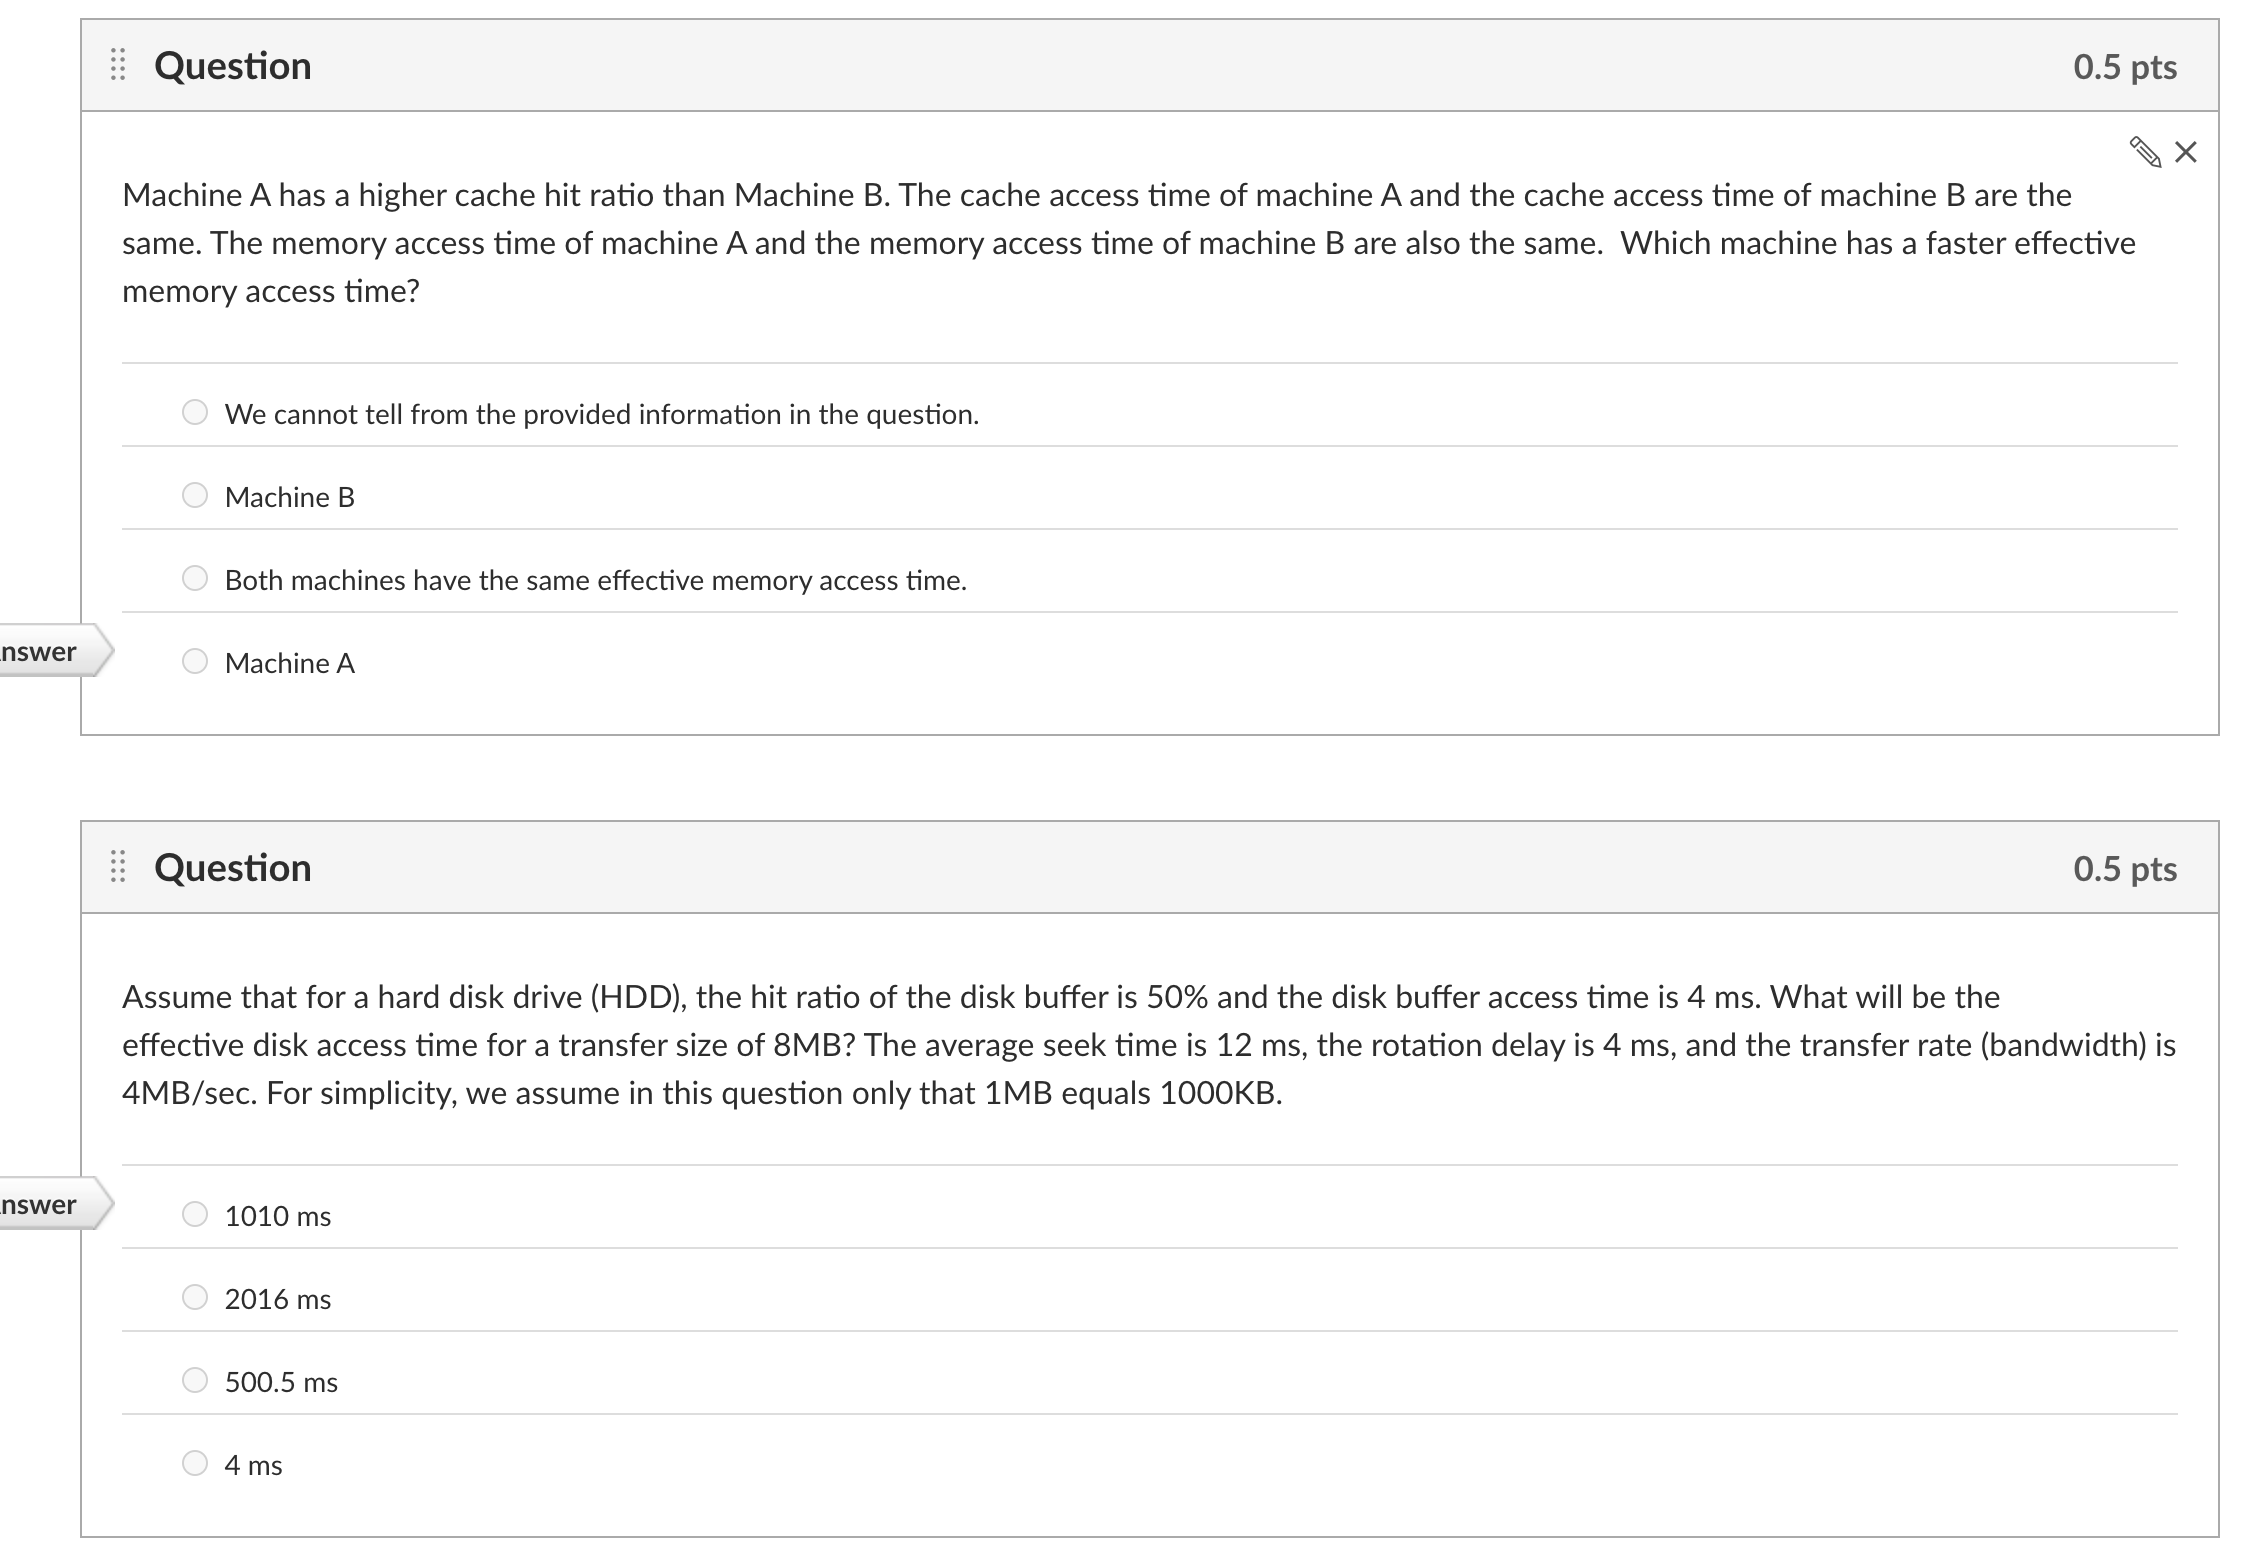 Question
0.5 pts
Machine A has a higher cache hit ratio than Machine B. The cache access time of machine A and the cache access time of machine B are the
same. The memory access time of machine A and the memory access time of machine B are also the same.  Which machine has a faster effective
memory access time?
We cannot tell from the provided information in the question.
Machine B
Both machines have the same effective memory access time.
nswer
Machine A
Question
0.5 pts
Assume that for a hard disk drive (HDD), the hit ratio of the disk buffer is 50% and the disk buffer access time is 4 ms. What will be the
effective disk access time for a transfer size of 8MB? The average seek time is 12 ms, the rotation delay is 4 ms, and the transfer rate (bandwidth) is
4MB/sec. For simplicity, we assume in this question only that 1MB equals 1000KB.
nswer
1010 ms
2016 ms
500.5 ms
4 ms